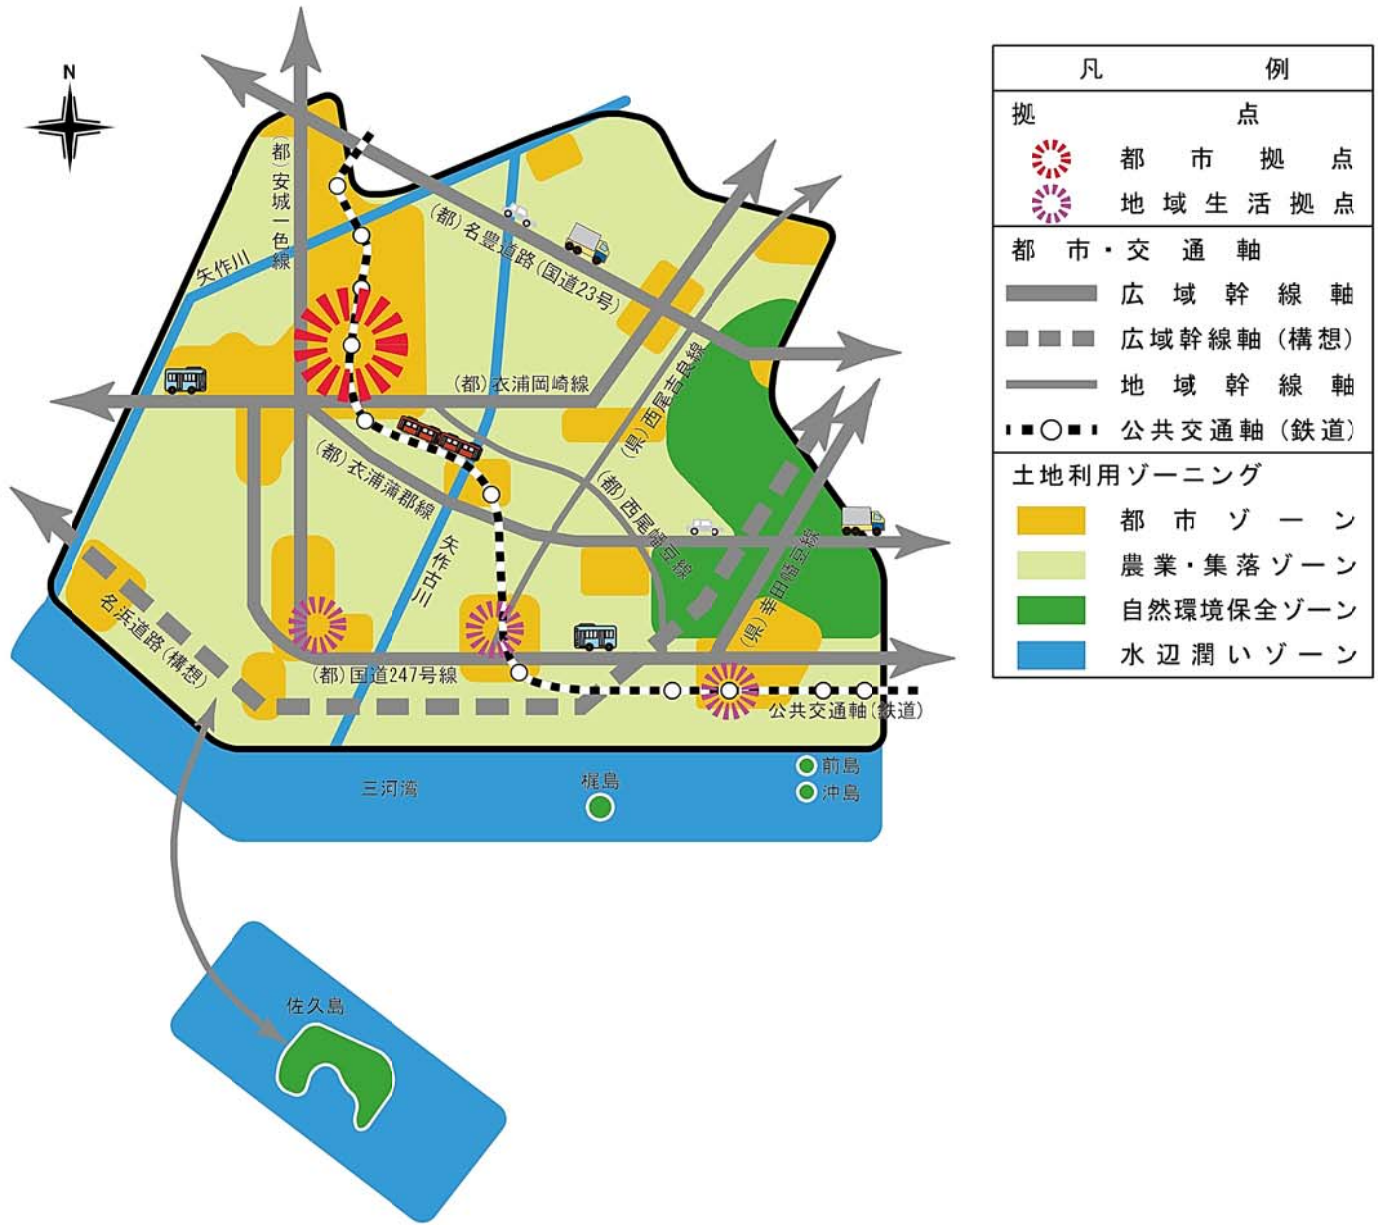 N
(都)安城一色線
矢作川
(都)名豊道路(国道23号)
(都)衣浦岡崎線
(県)西尾吉良線
(都)衣浦蒲郡線
(都)西尾幡豆線
矢作古川
(県)幸田幡豆線
名浜道路(構想)
(都)国道247号線
公共交通軸(鉄道)
三河湾
梶島
前島
沖島
佐久島
凡例
拠点
都市拠点
地域生活拠点
都市・交通軸
広域幹線軸
広域幹線軸(構想)
地域幹線軸
公共交通軸(鉄道)
土地利用ゾーニング
都市ゾーン
農業・集落ゾーン
自然環境保全ゾーン
水辺潤いゾーン